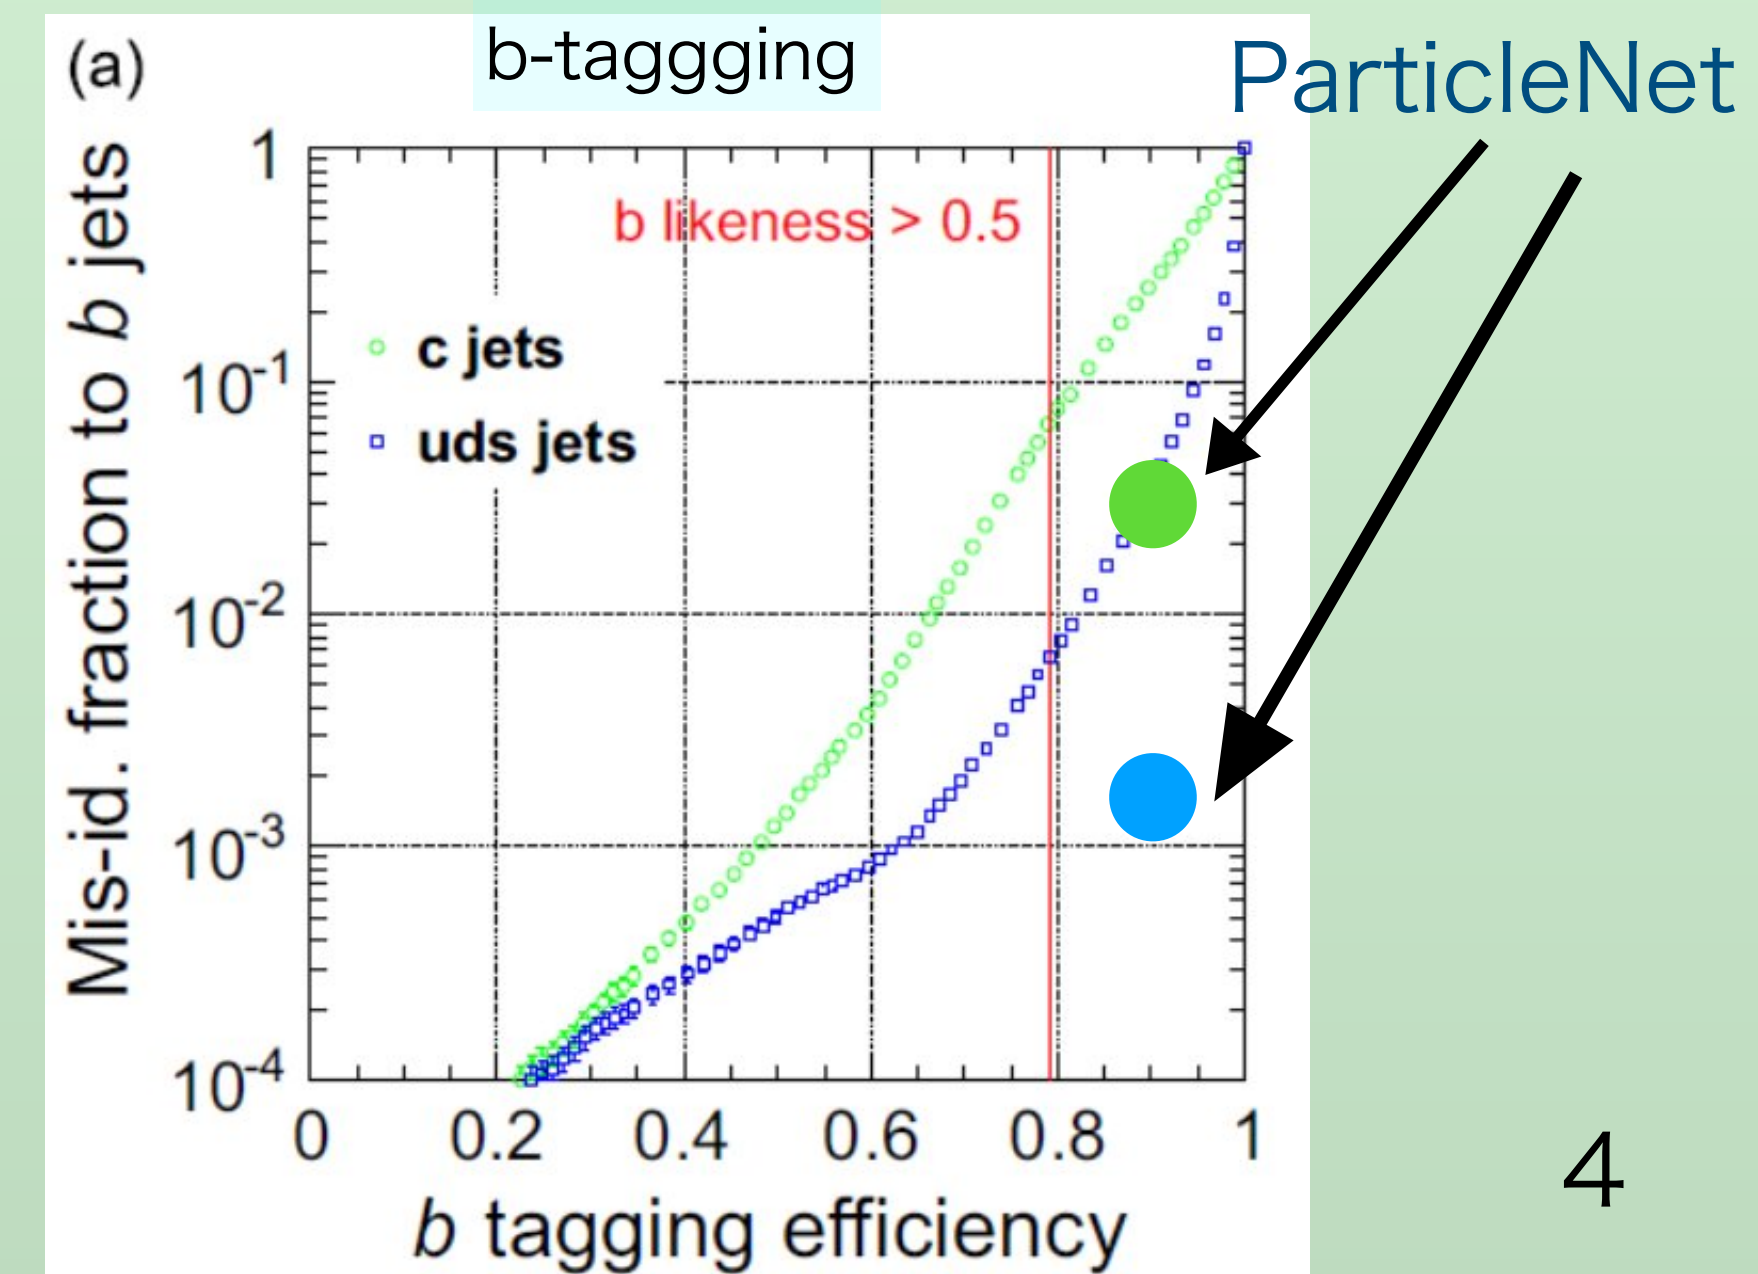 (a)
b-taggging
ParticleNet
Mis-id. fraction to b jets
1
10⁻¹
10⁻²
10⁻³
10⁻⁴
b likeness > 0.5
c jets
uds jets
0 0.2 0.4 0.6 0.8 1
b tagging efficiency
4